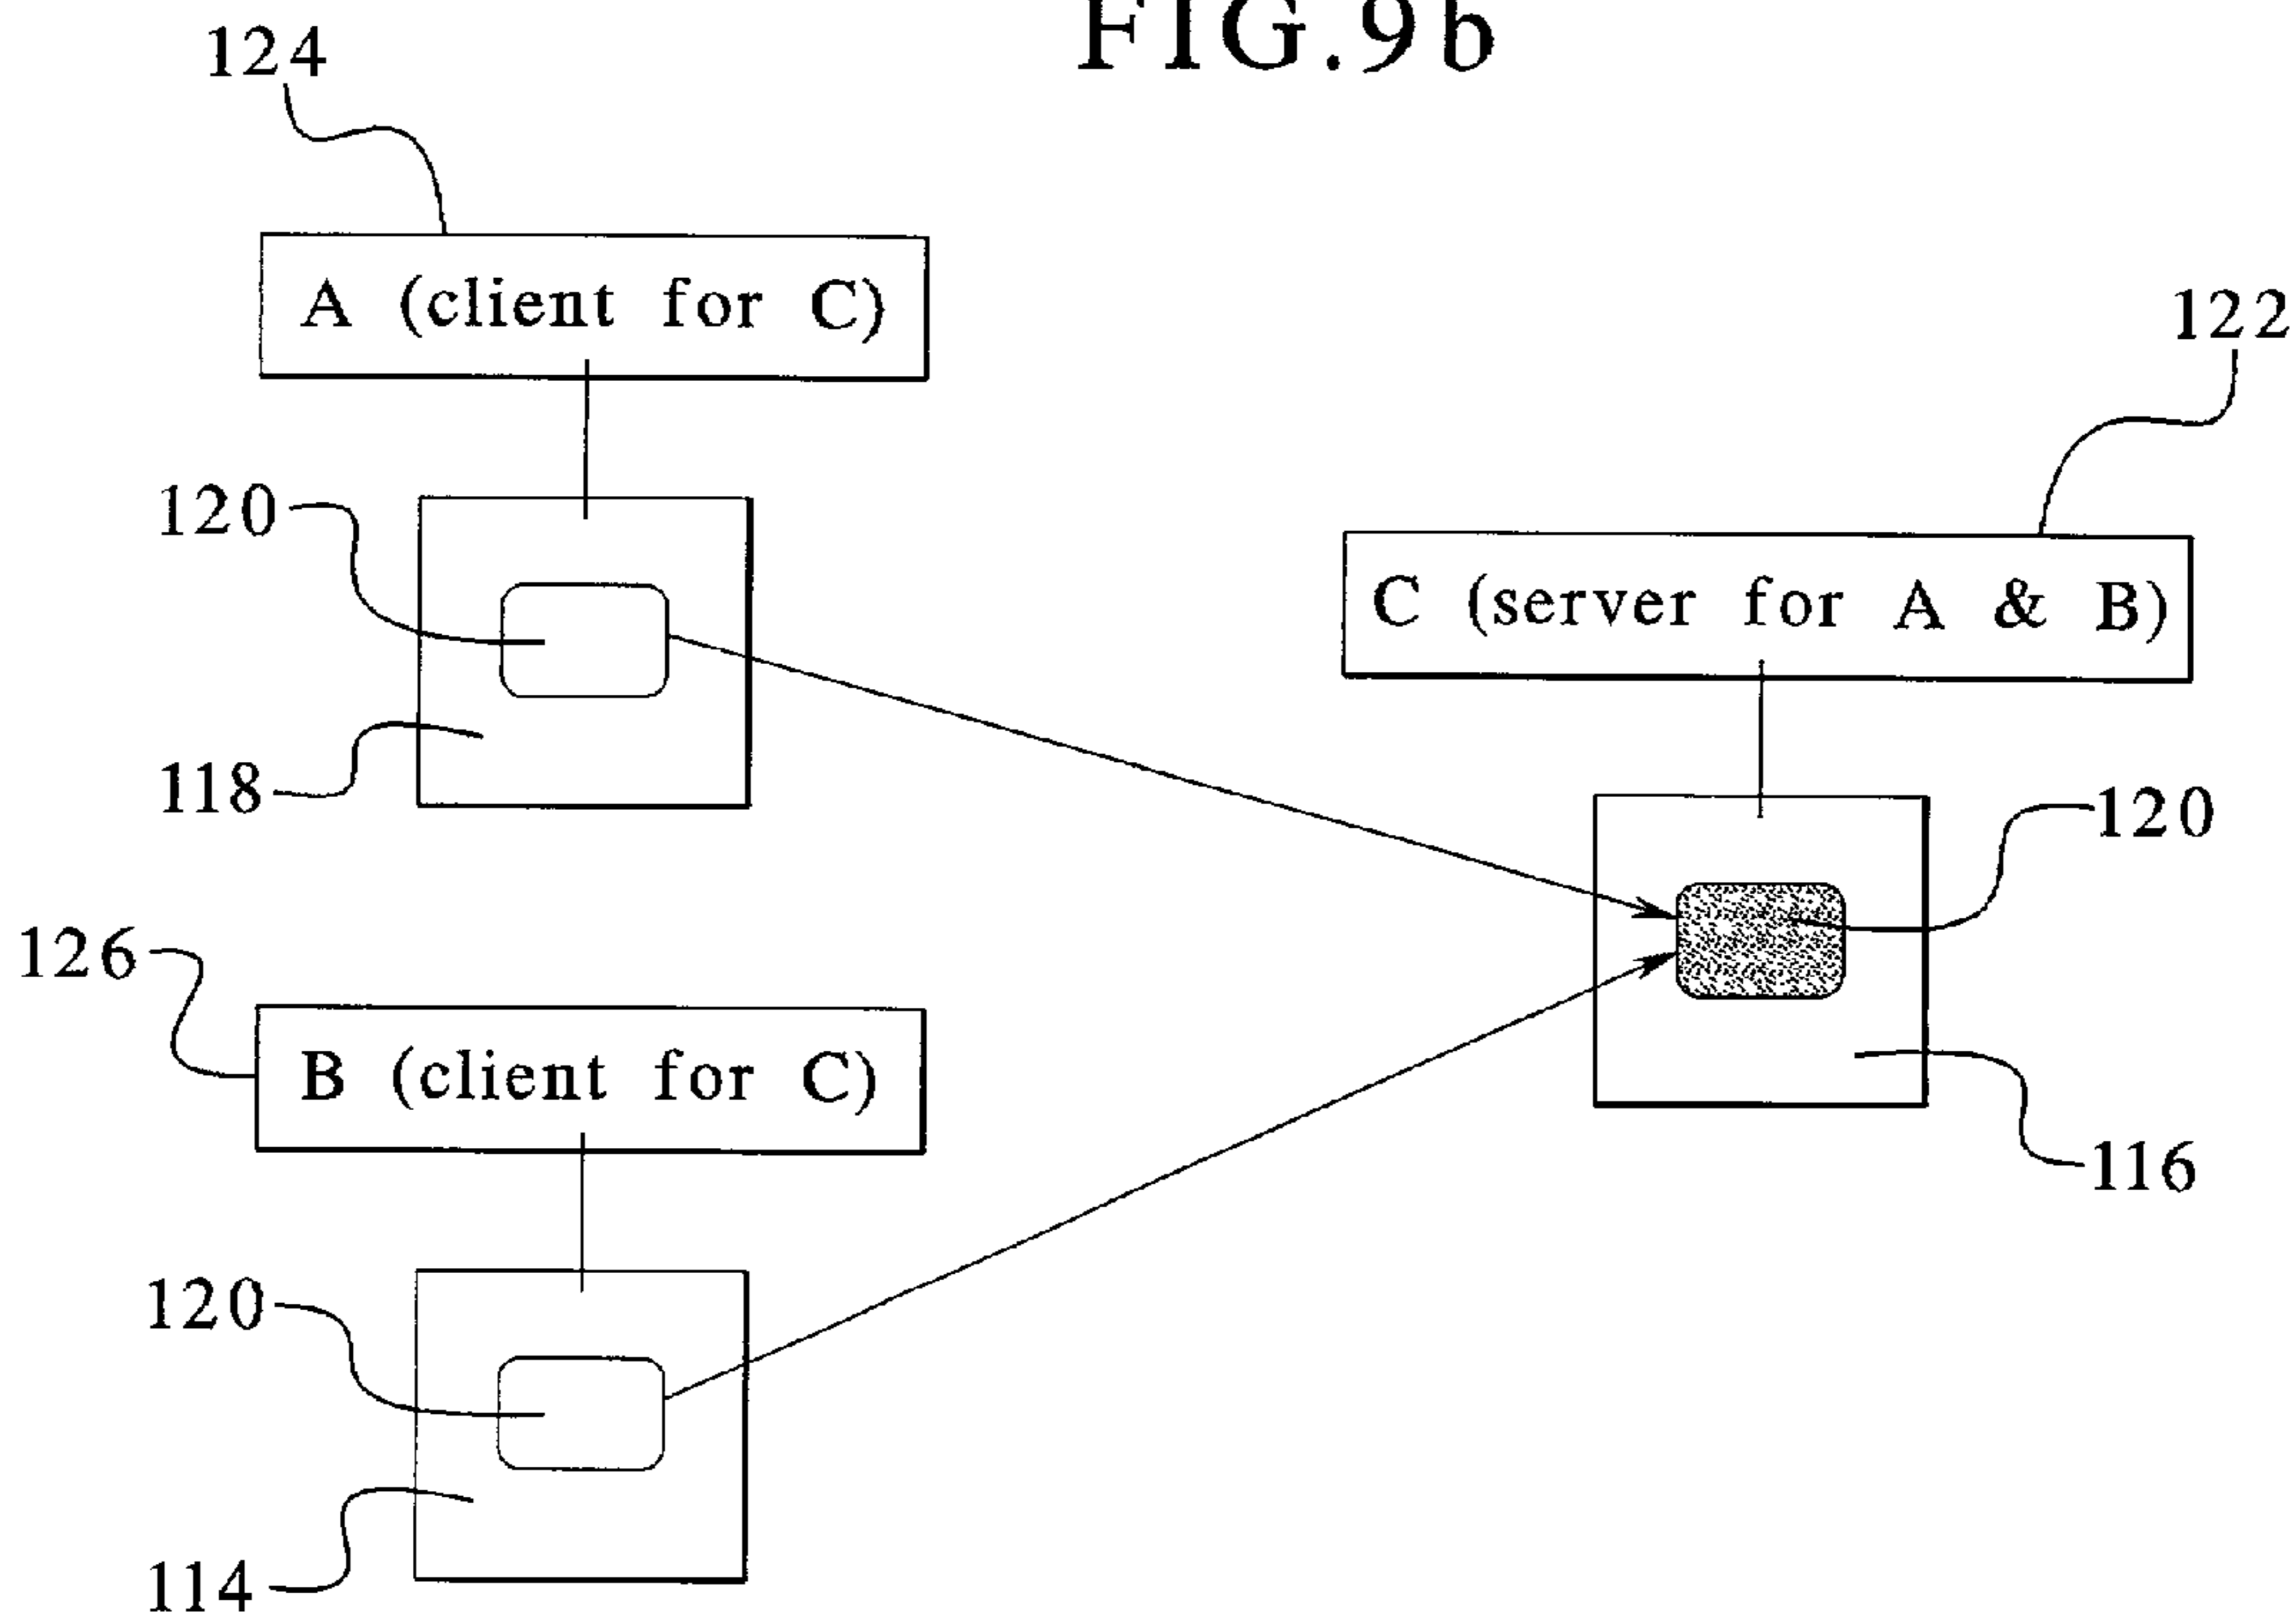 FIG.9b
124
A (client for C)
122
120
C (server for A & B)
118
120
126
B (client for C)
116
120
114